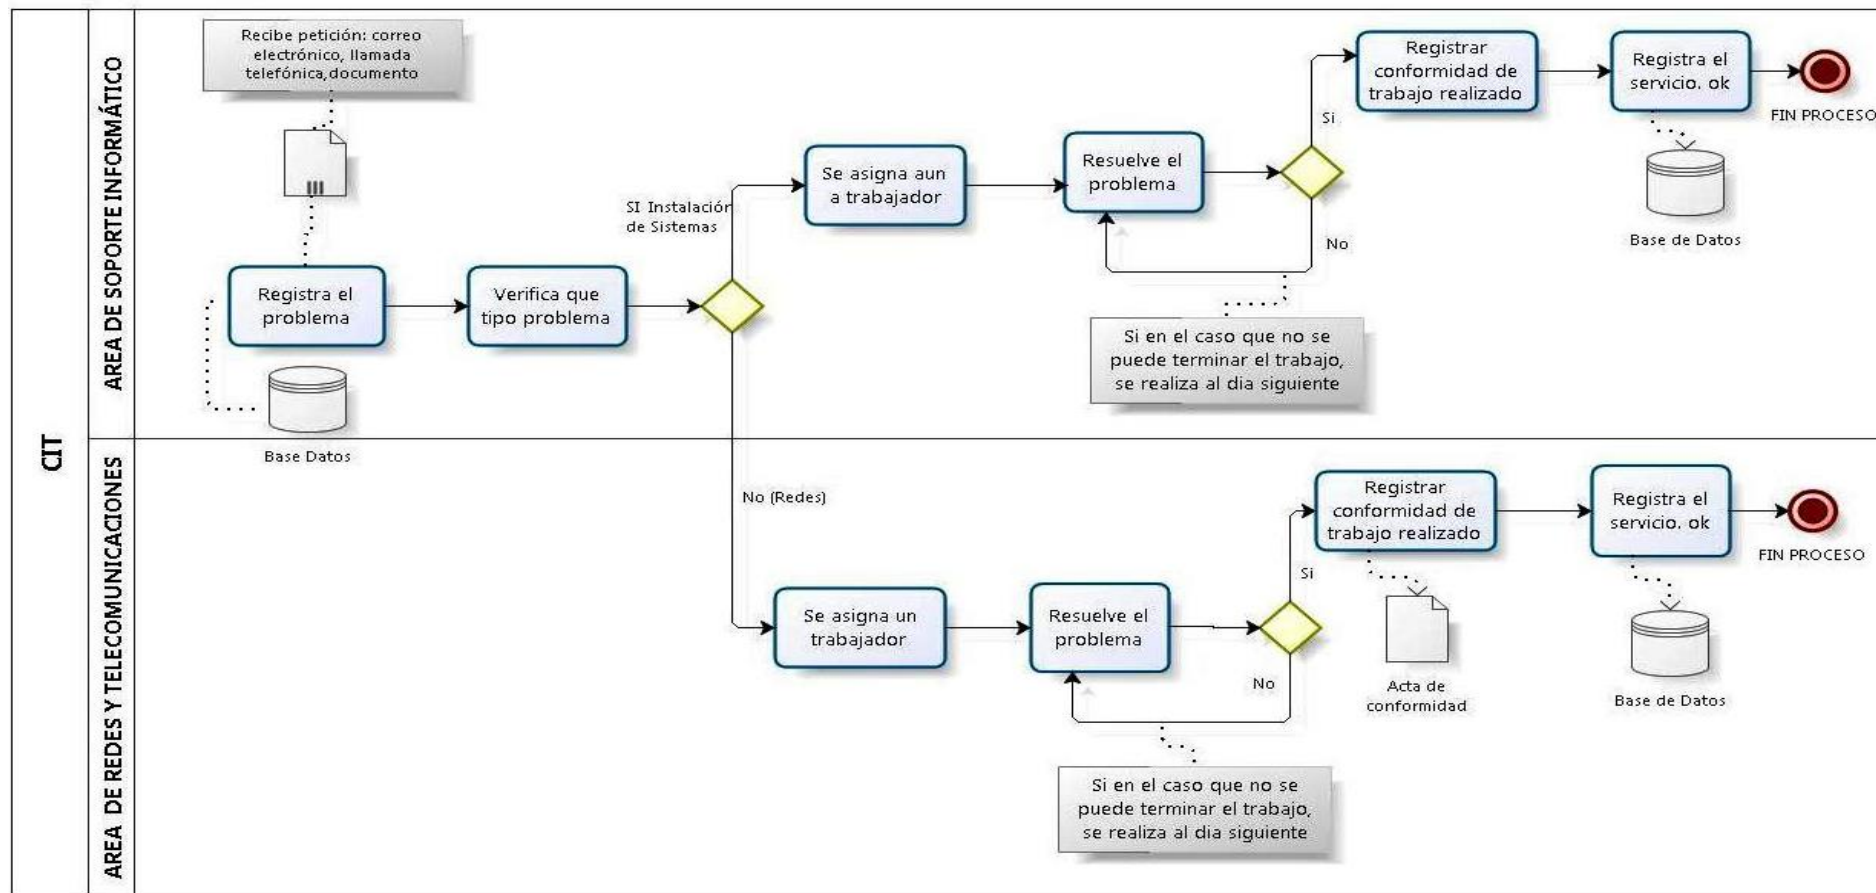 CIT
AREA DE SOPORTE INFORMÁTICO
Recibe petición: correo
electrónico, llamada
telefónica,documento
Registra el
problema
Base Datos
Verifica que
tipo problema
SI Instalación
de Sistemas
Se asigna aun
a trabajador
Resuelve el
problema
Si
No
Si en el caso que no se
puede terminar el trabajo,
se realiza al dia siguiente
Registrar
conformidad de
trabajo realizado
Registra el
servicio. ok
Base de Datos
FIN PROCESO
AREA DE REDES Y TELECOMUNICACIONES
No (Redes)
Se asigna un
trabajador
Resuelve el
problema
Si
No
Si en el caso que no se
puede terminar el trabajo,
se realiza al dia siguiente
Registrar
conformidad de
trabajo realizado
Acta de
conformidad
Registra el
servicio. ok
Base de Datos
FIN PROCESO